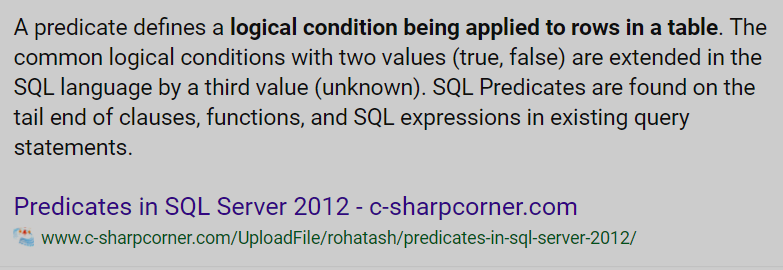 A predicate defines a logical condition being applied to rows in a table. The
common logical conditions with two values (true, false) are extended in the
SQL language by a third value (unknown). SQL Predicates are found on the
tail end of clauses, functions, and SQL expressions in existing query
statements.
Predicates in SQL Server 2012 - c-sharpcorner.com
www.c-sharpcorner.com/UploadFile/rohatash/predicates-in-sql-server-2012/